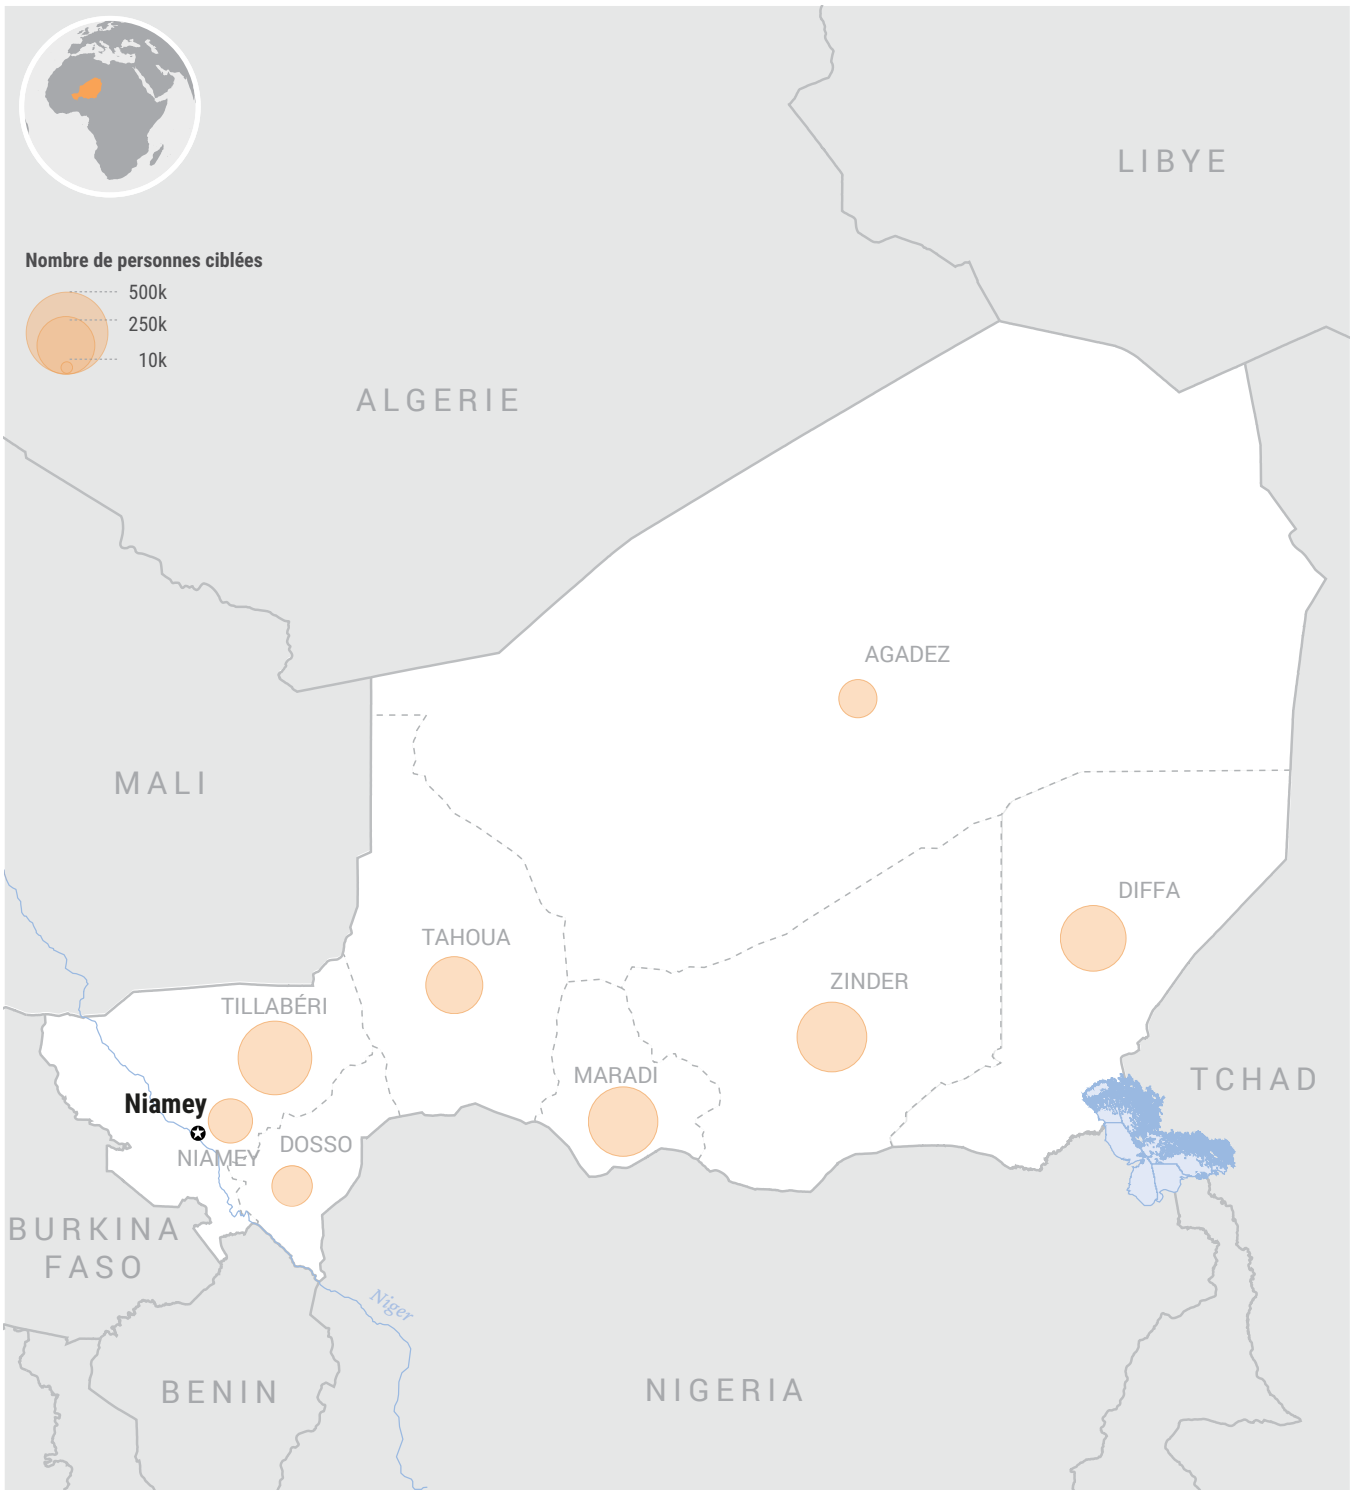 LIBYE
Nombre de personnes ciblées
500k
250k
10k
ALGERIE
AGADEZ
MALI
DIFFA
TAHOUA
ZINDER
TILLABÉRI
MARADI
TCHAD
Niamey
DOSSO
NIAMEY
BURKINA
FASO
Niger
BENIN
NIGERIA